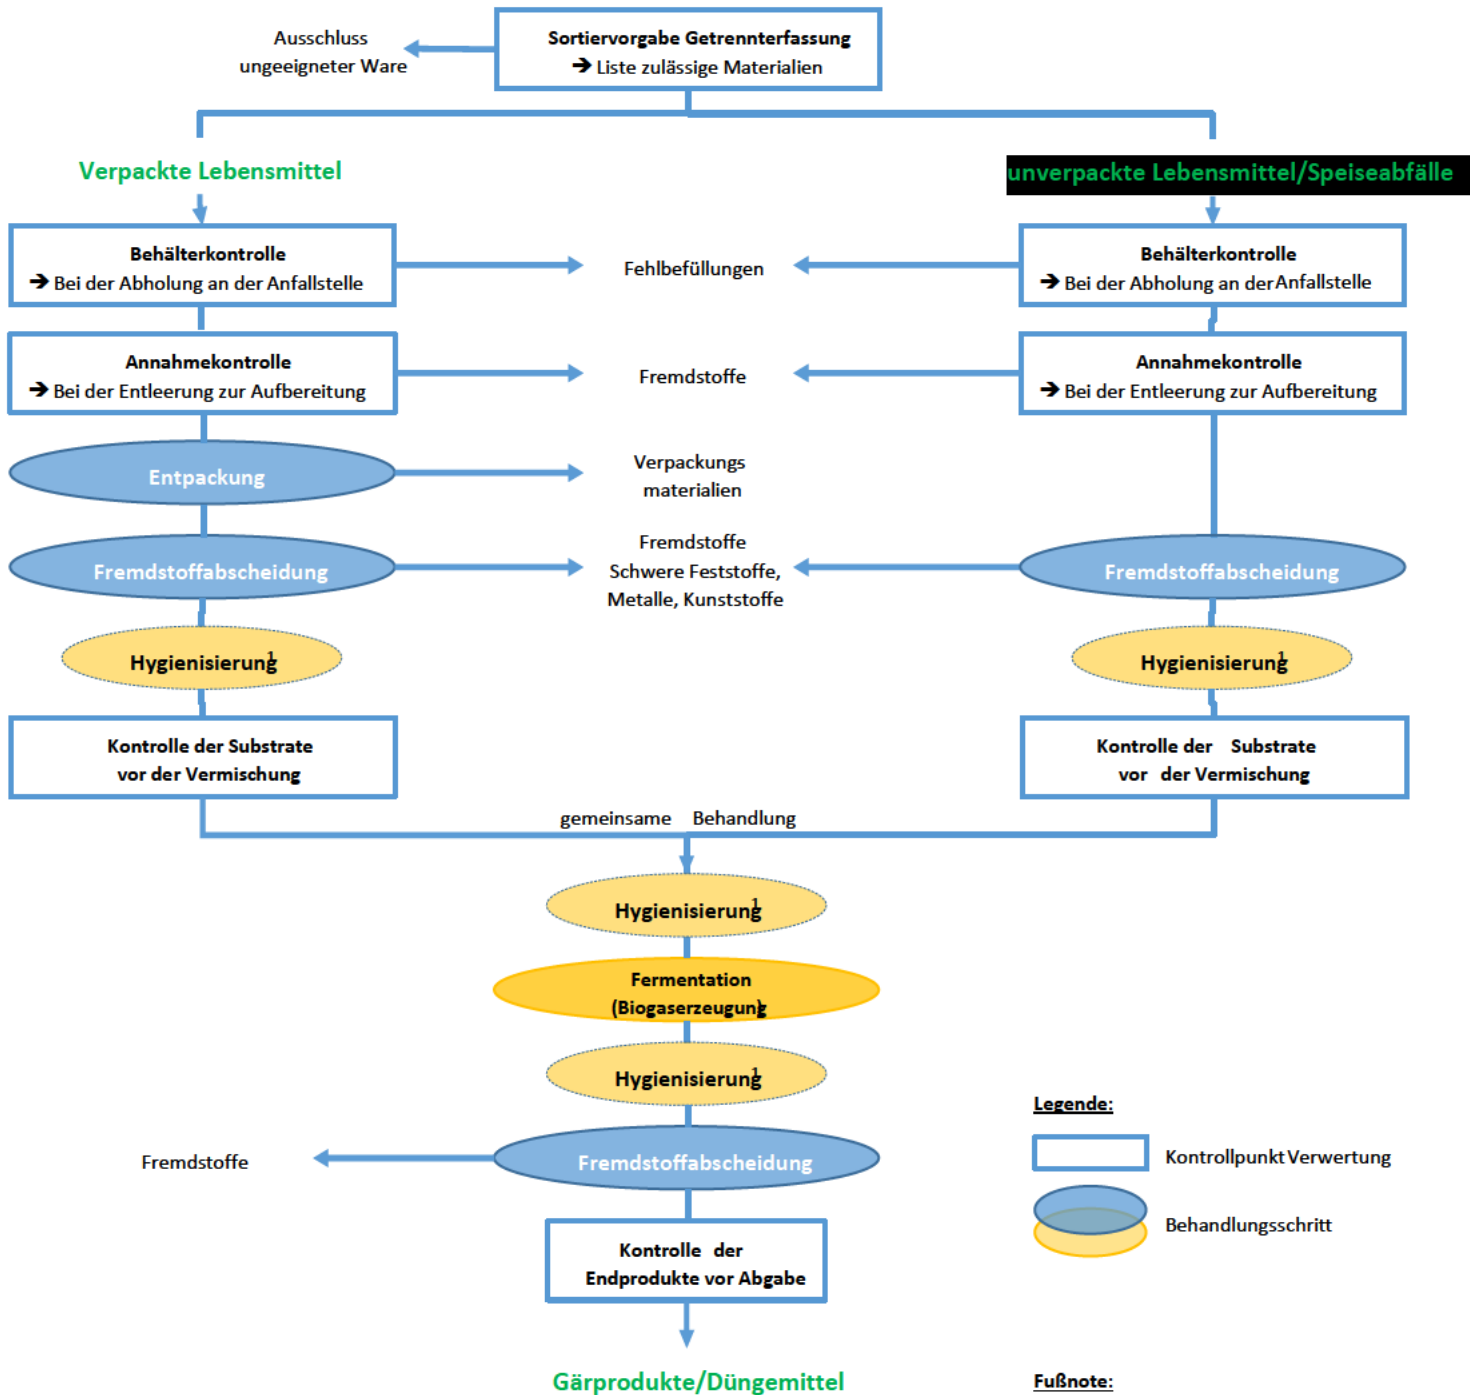 Sortiervorgabe Getrennterfassung
➔ Liste zulässige Materialien
Ausschluss
ungeeigneter Ware
Verpackte Lebensmittel
unverpackte Lebensmittel/Speiseabfälle
Behälterkontrolle
➔ Bei der Abholung an der Anfallstelle
Fehlbefüllungen
Behälterkontrolle
➔ Bei der Abholung an der Anfallstelle
Annahmekontrolle
➔ Bei der Entleerung zur Aufbereitung
Fremdstoffe
Annahmekontrolle
➔ Bei der Entleerung zur Aufbereitung
Entpackung
Verpackungs
materialien
Fremdstoffabscheidung
Fremdstoffe
Schwere Feststoffe,
Metalle, Kunststoffe
Fremdstoffabscheidung
Hygienisierung¹
Hygienisierung¹
Kontrolle der Substrate
vor der Vermischung
Kontrolle der Substrate
vor der Vermischung
gemeinsame Behandlung
Hygienisierung¹
Fermentation
(Biogaserzeugung)
Hygienisierung¹
Fremdstoffe
Fremdstoffabscheidung
Kontrolle der
Endprodukte vor Abgabe
Gärprodukte/Düngemittel
Legende:
Kontrollpunkt Verwertung
Behandlungsschritt
Fußnote: